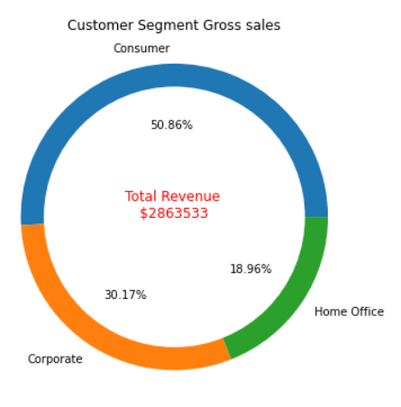 Customer Segment Gross sales
Consumer
50.86%
Total Revenue
$2863533
18.96%
30.17%
Home Office
Corporate